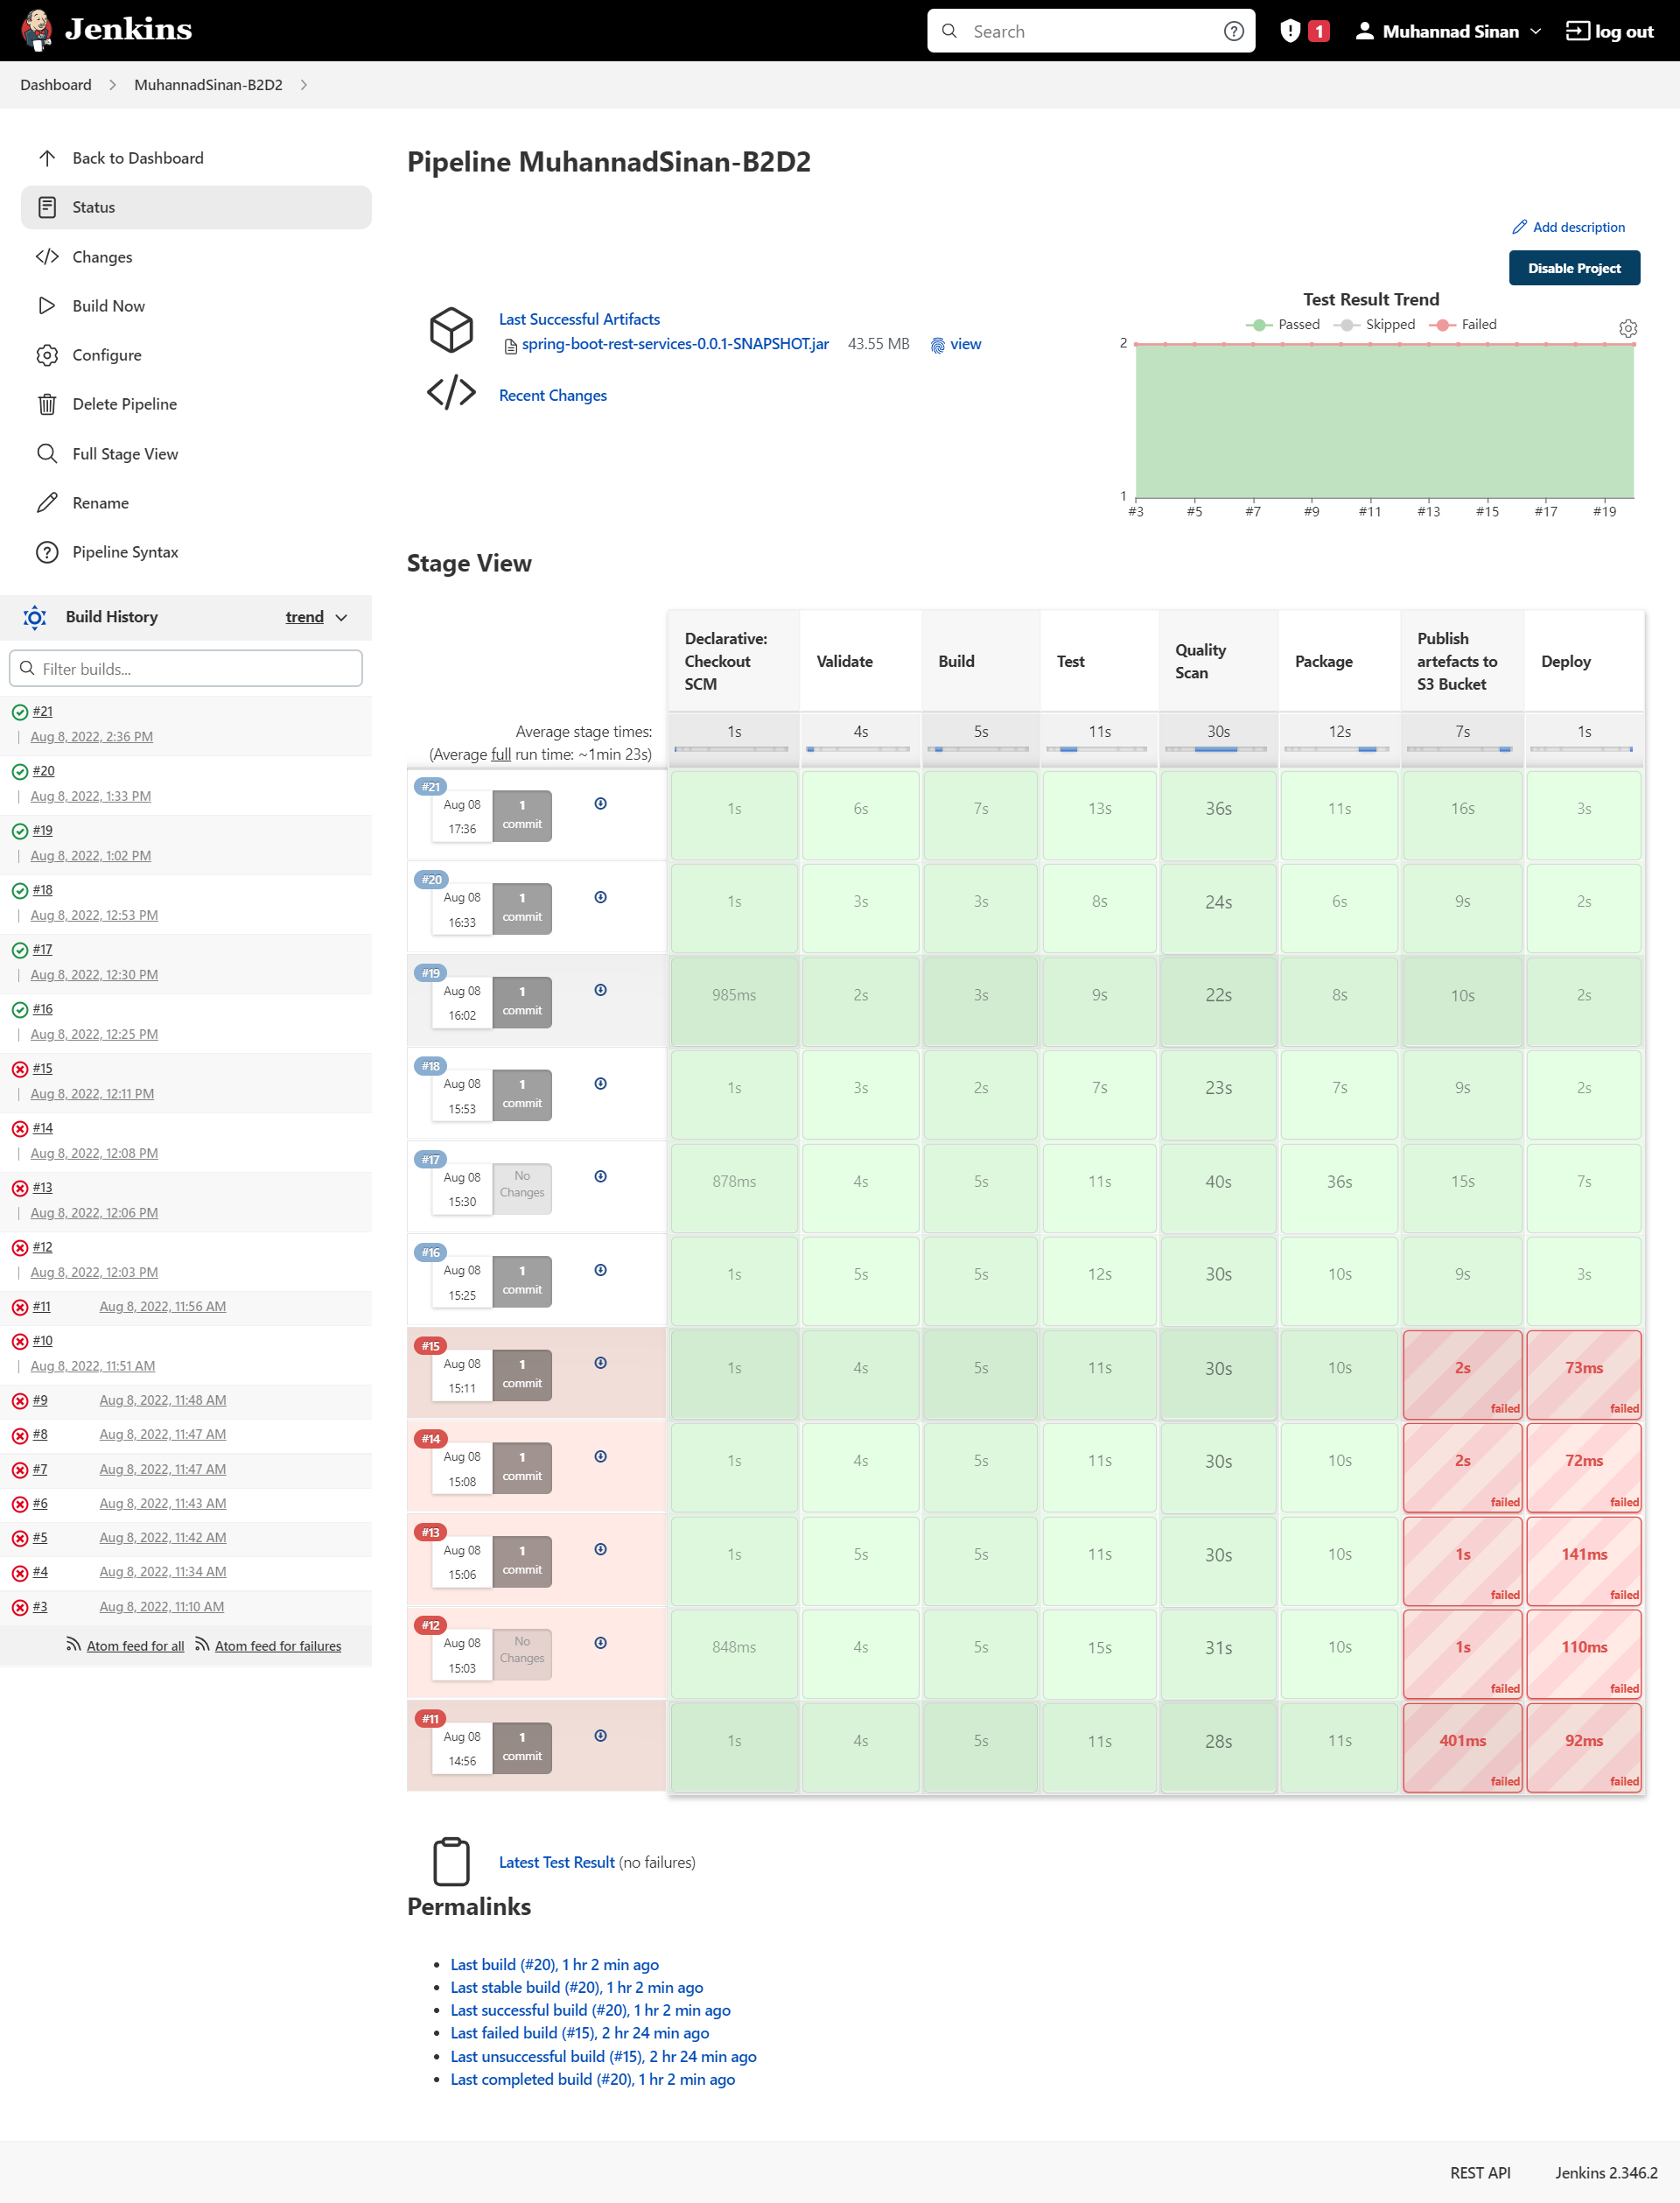 Jenkins
Search
1
Muhannad Sinan
log out
Dashboard
MuhannadSinan-B2D2
Back to Dashboard
Status
Changes
Build Now
Configure
Delete Pipeline
Full Stage View
Rename
Pipeline Syntax
Build History
trend
Filter builds...
#21
Aug 8, 2022, 2:36 PM
#20
Aug 8, 2022, 1:33 PM
#19
Aug 8, 2022, 1:02 PM
#18
Aug 8, 2022, 12:53 PM
#17
Aug 8, 2022, 12:30 PM
#16
Aug 8, 2022, 12:25 PM
#15
Aug 8, 2022, 12:11 PM
#14
Aug 8, 2022, 12:08 PM
#13
Aug 8, 2022, 12:06 PM
#12
Aug 8, 2022, 12:03 PM
#11 Aug 8, 2022, 11:56 AM
#10
Aug 8, 2022, 11:51 AM
#9 Aug 8, 2022, 11:48 AM
#8 Aug 8, 2022, 11:47 AM
#7 Aug 8, 2022, 11:47 AM
#6 Aug 8, 2022, 11:43 AM
#5 Aug 8, 2022, 11:42 AM
#4 Aug 8, 2022, 11:34 AM
#3 Aug 8, 2022, 11:10 AM
Atom feed for all Atom feed for failures
Pipeline MuhannadSinan-B2D2
Add description
Disable Project
Last Successful Artifacts
spring-boot-rest-services-0.0.1-SNAPSHOT.jar 43.55 MB view
Recent Changes
Test Result Trend
Passed Skipped Failed
2
1
#3 #5 #7 #9 #11 #13 #15 #17 #19
Stage View
Declarative: Checkout SCM
Validate
Build
Test
Quality Scan
Package
Publish artefacts to S3 Bucket
Deploy
Average stage times:
(Average full run time: ~1min 23s)
1s 4s 5s 11s 30s 12s 7s 1s
#21
Aug 08 17:36 1 commit
1s 6s 7s 13s 36s 11s 16s 3s
#20
Aug 08 16:33 1 commit
1s 3s 3s 8s 24s 6s 9s 2s
#19
Aug 08 16:02 1 commit
985ms 2s 3s 9s 22s 8s 10s 2s
#18
Aug 08 15:53 1 commit
1s 3s 2s 7s 23s 7s 9s 2s
#17
Aug 08 15:30 No Changes
878ms 4s 5s 11s 40s 36s 15s 7s
#16
Aug 08 15:25 1 commit
1s 5s 5s 12s 30s 10s 9s 3s
#15
Aug 08 15:11 1 commit
1s 4s 5s 11s 30s 10s 2s failed 73ms failed
#14
Aug 08 15:08 1 commit
1s 4s 5s 11s 30s 10s 2s failed 72ms failed
#13
Aug 08 15:06 1 commit
1s 5s 5s 11s 30s 10s 1s failed 141ms failed
#12
Aug 08 15:03 No Changes
848ms 4s 5s 15s 31s 10s 1s failed 110ms failed
#11
Aug 08 14:56 1 commit
1s 4s 5s 11s 28s 11s 401ms failed 92ms failed
Latest Test Result (no failures)
Permalinks
Last build (#20), 1 hr 2 min ago
Last stable build (#20), 1 hr 2 min ago
Last successful build (#20), 1 hr 2 min ago
Last failed build (#15), 2 hr 24 min ago
Last unsuccessful build (#15), 2 hr 24 min ago
Last completed build (#20), 1 hr 2 min ago
REST API
Jenkins 2.346.2